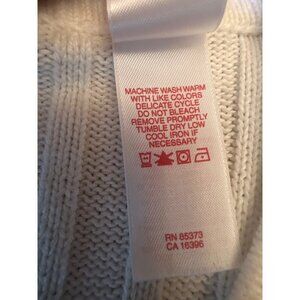 MACHINE WASH WARM
WITH LIKE COLORS
DELICATE CYCLE
DO NOT BLEACH
REMOVE PROMPTLY
TUMBLE DRY LOW
COOL IRON IF
NECESSARY
RN 85373
CA 16395